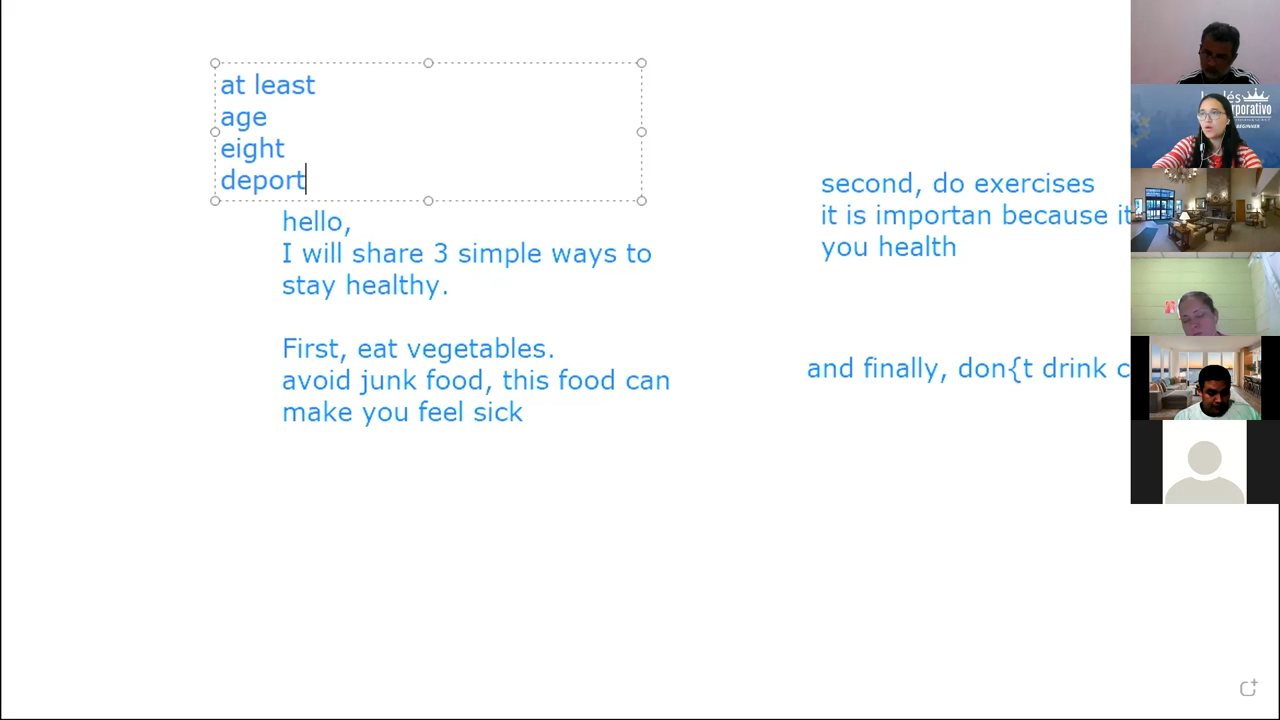 at least
age
eight
deport
hello,
I will share 3 simple ways to
stay healthy.
First, eat vegetables.
avoid junk food, this food can
make you feel sick
second, do exercises
it is importan because it
you health
and finally, don{t drink c
BEGINNER